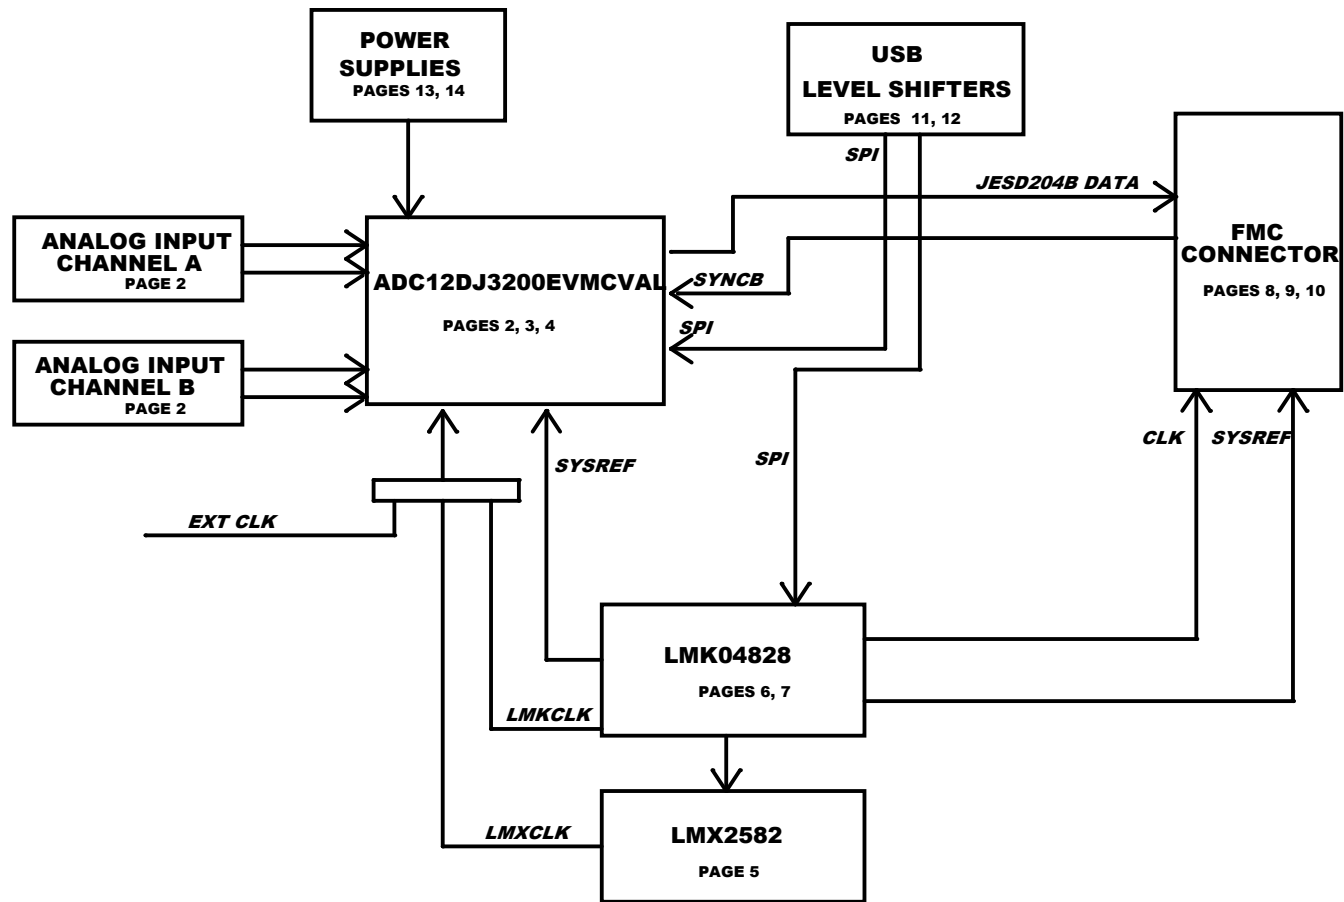 POWER
SUPPLIES
PAGES 13, 14
USB
LEVEL SHIFTERS
PAGES 11, 12
SPI
JESD204B DATA
ANALOG INPUT
CHANNEL A
PAGE 2
ADC12DJ3200EVMCVAL
PAGES 2, 3, 4
SYNCB
SPI
FMC
CONNECTOR
PAGES 8, 9, 10
ANALOG INPUT
CHANNEL B
PAGE 2
SYSREF
SPI
CLK
SYSREF
EXT CLK
LMK04828
PAGES 6, 7
LMKCLK
LMXCLK
LMX2582
PAGE 5